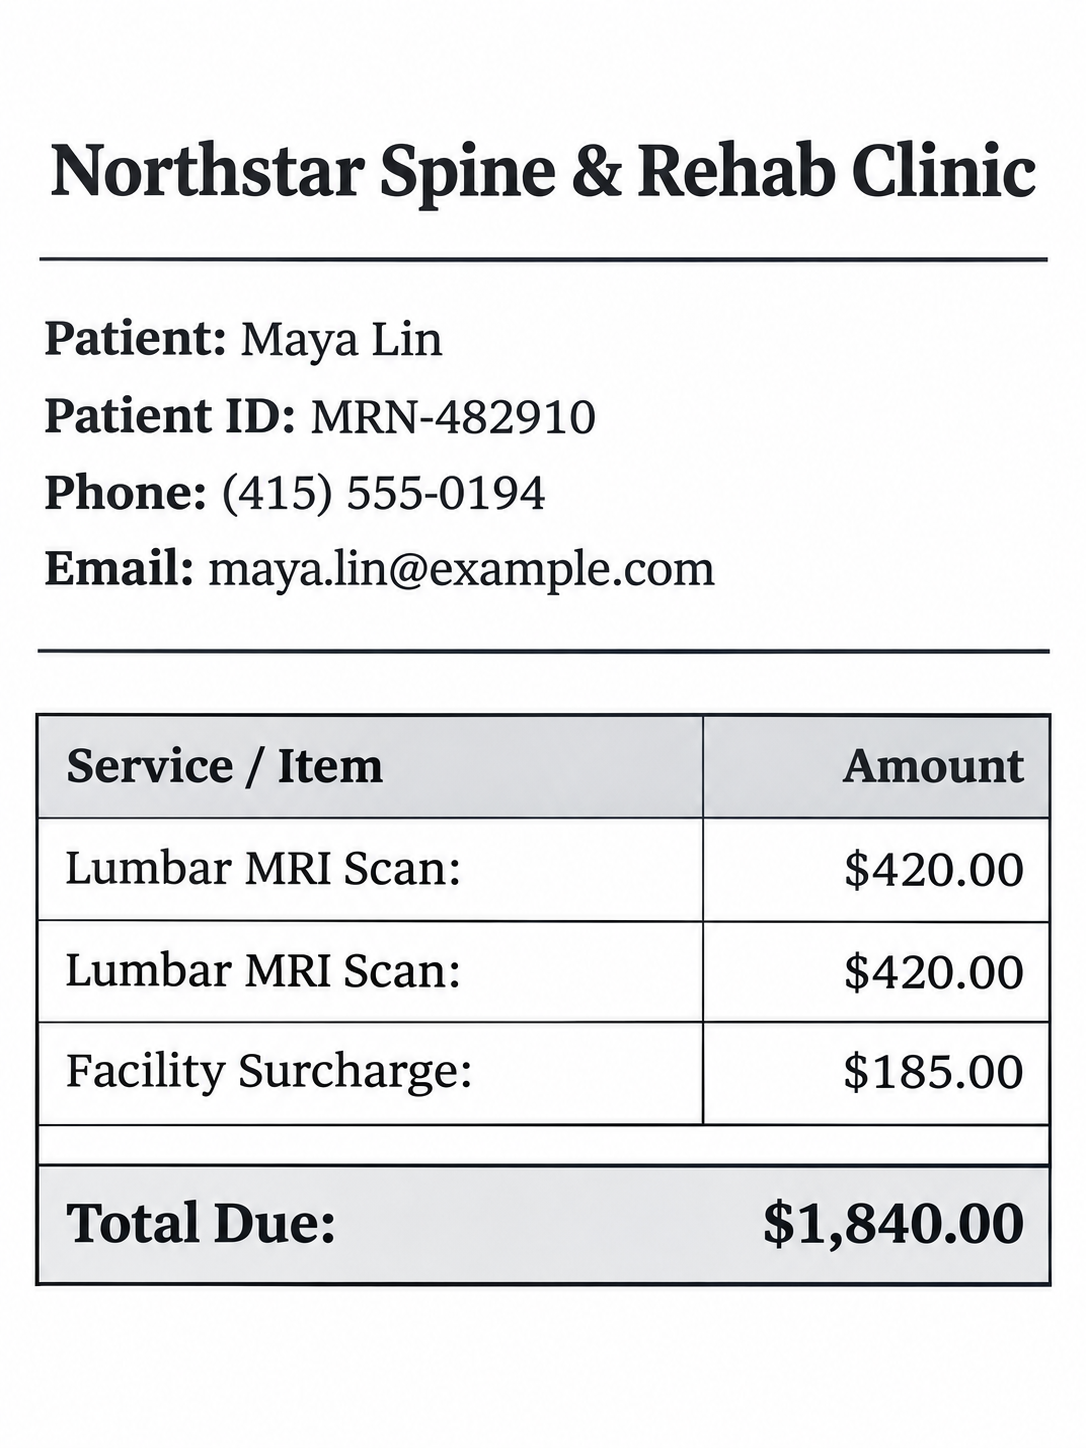 Northstar Spine & Rehab Clinic
Patient: Maya Lin
Patient ID: MRN-482910
Phone: (415) 555-0194
Email: maya.lin@example.com
Service / Item Amount
Lumbar MRI Scan: $420.00
Lumbar MRI Scan: $420.00
Facility Surcharge: $185.00
Total Due: $1,840.00